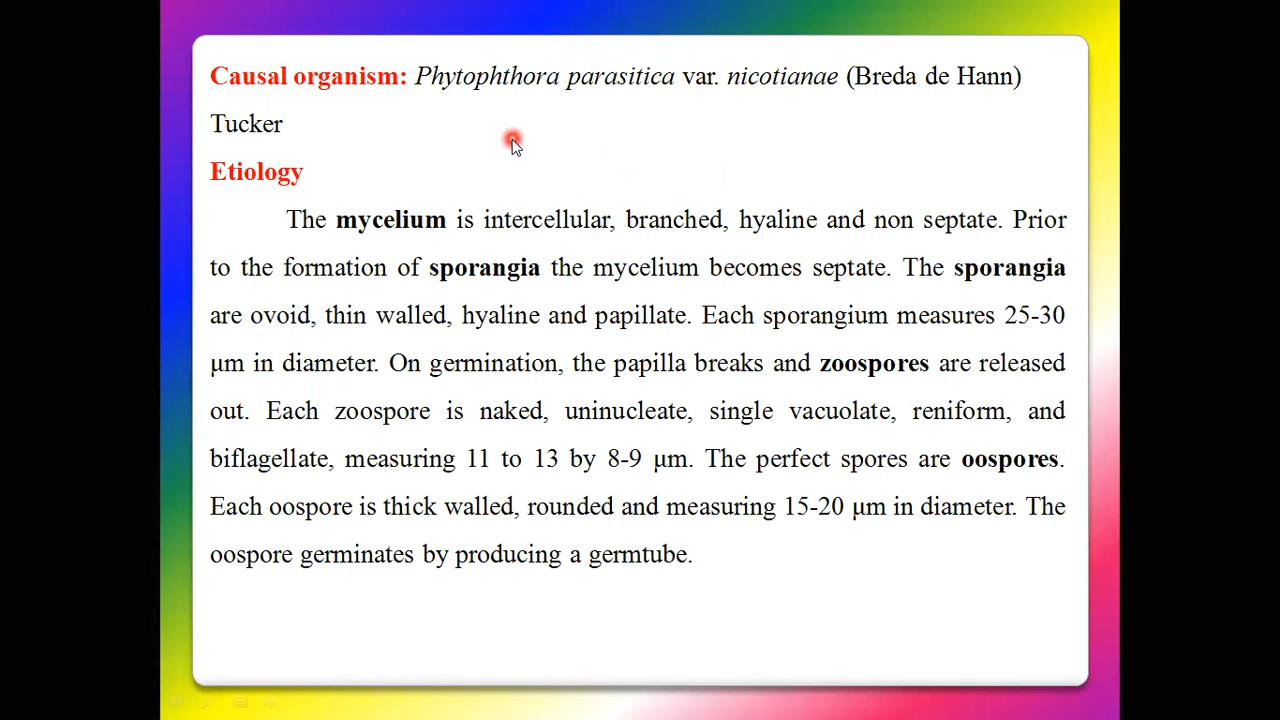 Causal organism: Phytophthora parasitica var. nicotianae (Breda de Hann)
Tucker
Etiology
The mycelium is intercellular, branched, hyaline and non septate. Prior
to the formation of sporangia the mycelium becomes septate. The sporangia
are ovoid, thin walled, hyaline and papillate. Each sporangium measures 25-30
µm in diameter. On germination, the papilla breaks and zoospores are released
out. Each zoospore is naked, uninucleate, single vacuolate, reniform, and
biflagellate, measuring 11 to 13 by 8-9 µm. The perfect spores are oospores.
Each oospore is thick walled, rounded and measuring 15-20 µm in diameter. The
oospore germinates by producing a germtube.